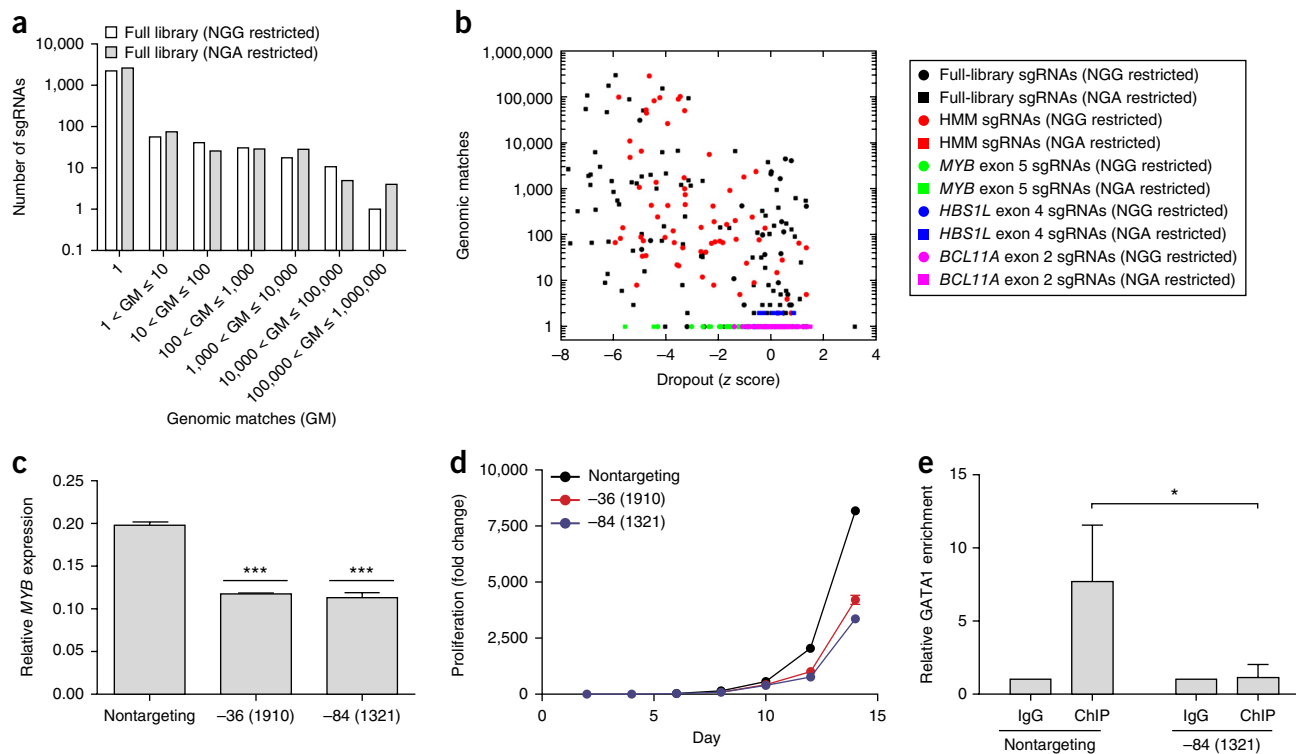 a
Full library (NGG restricted)
Full library (NGA restricted)
Number of sgRNAs
10,000
1,000
100
10
1
0.1
1
1 < GM ≤ 10
10 < GM ≤ 100
100 < GM ≤ 1,000
1,000 < GM ≤ 10,000
10,000 < GM ≤ 100,000
100,000 < GM ≤ 1,000,000
Genomic matches (GM)
b
Genomic matches
1,000,000
100,000
10,000
1,000
100
10
1
–8 –6 –4 –2 0 2 4
Dropout (z score)
Full-library sgRNAs (NGG restricted)
Full-library sgRNAs (NGA restricted)
HMM sgRNAs (NGG restricted)
HMM sgRNAs (NGA restricted)
MYB exon 5 sgRNAs (NGG restricted)
MYB exon 5 sgRNAs (NGA restricted)
HBS1L exon 4 sgRNAs (NGG restricted)
HBS1L exon 4 sgRNAs (NGA restricted)
BCL11A exon 2 sgRNAs (NGG restricted)
BCL11A exon 2 sgRNAs (NGA restricted)
c
Relative MYB expression
0.25
0.20
0.15
0.10
0.05
0.00
***
***
Nontargeting –36 (1910) –84 (1321)
d
Proliferation (fold change)
10,000
7,500
5,000
2,500
0
Nontargeting
–36 (1910)
–84 (1321)
0 5 10 15
Day
e
Relative GATA1 enrichment
15
10
5
0
*
IgG ChIP IgG ChIP
Nontargeting –84 (1321)